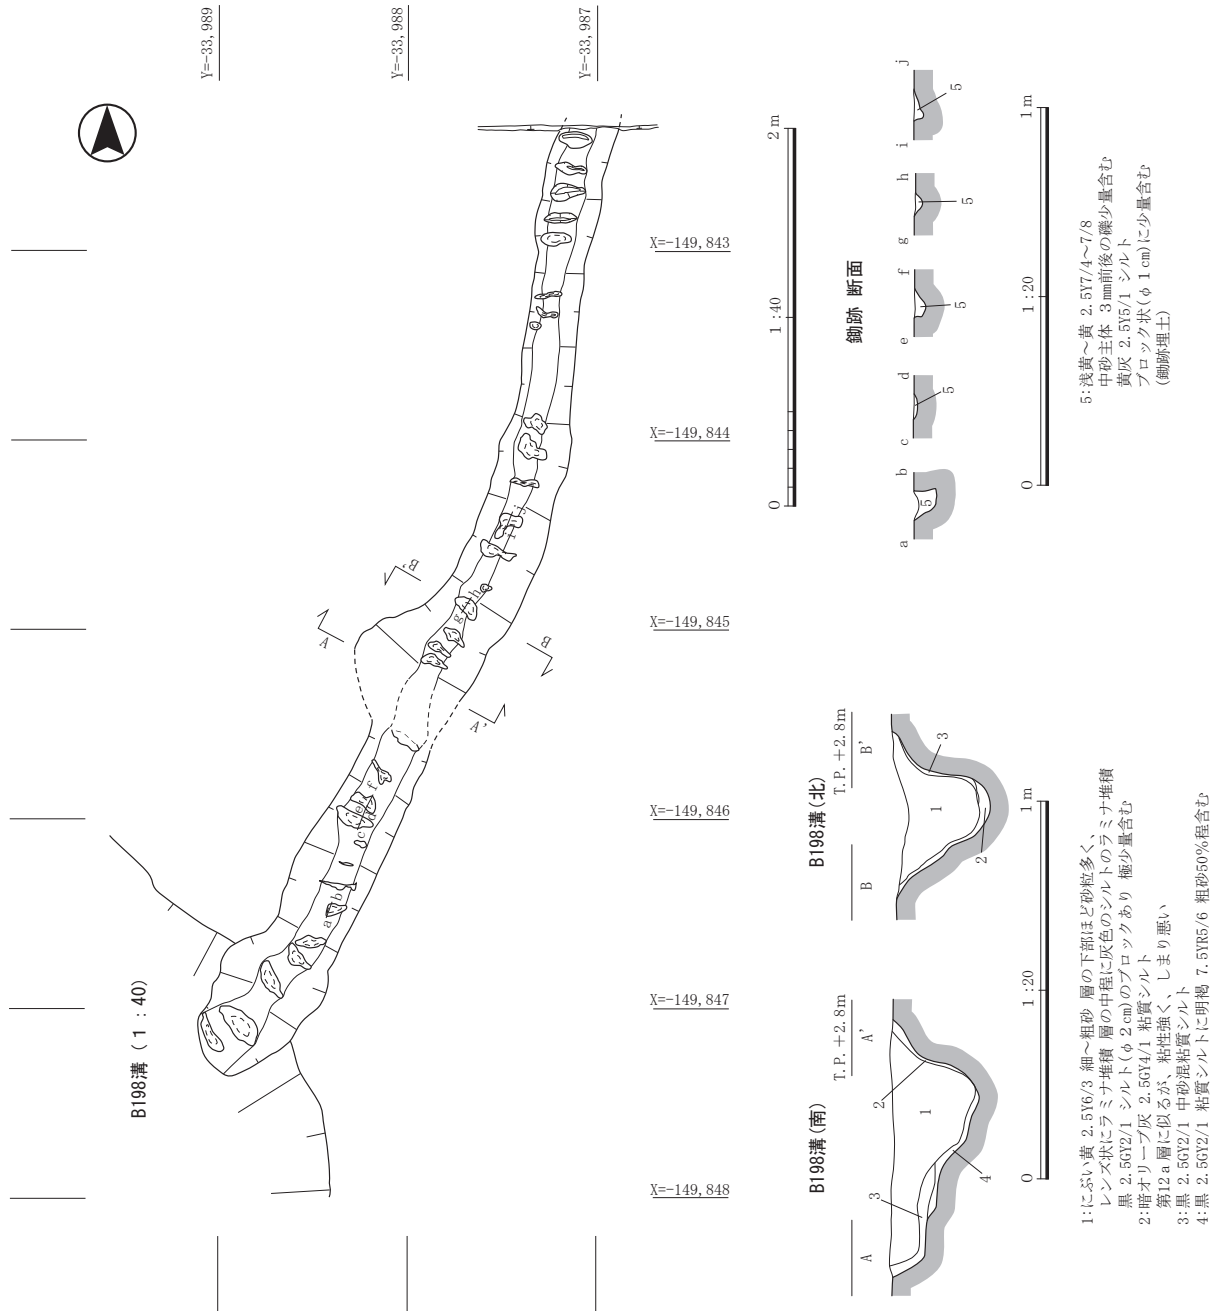 Y=-33,989
Y=-33,988
Y=-33,987
X=-149,843
X=-149,844
X=-149,845
X=-149,846
X=-149,847
X=-149,848
B198溝 (1:40)
A
A'
B
B'
a
b
c
d
e
f
g
h
i
j
0
1:40
2m
鋤跡 断面
a
b
5
c
d
5
e
f
5
g
h
5
i
j
5
0
1:20
1m
5:浅黄~黄 2.5Y7/4~7/8
中砂主体 3㎜前後の礫少量含む
黄灰 2.5Y5/1 シルト
ブロック状(φ1㎝)に少量含む
(鋤跡埋土)
B198溝(南)
T.P.+2.8m
A
A'
1
2
3
4
B198溝(北)
T.P.+2.8m
B
B'
1
2
3
0
1:20
1m
1:にぶい黄 2.5Y6/3 細~粗砂 層の下部ほど砂粒多く、
レンズ状にラミナ堆積 層の中程に灰色のシルトのラミナ堆積
黒 2.5GY2/1 シルト(φ2㎝)のブロックあり 極少量含む
2:暗オリーブ灰 2.5GY4/1 粘質シルト
第12a層に似るが、粘性強く、しまり悪い
3:黒 2.5GY2/1 中砂混粘質シルト
4:黒 2.5GY2/1 粘質シルトに明褐 7.5YR5/6 粗砂50%程含む